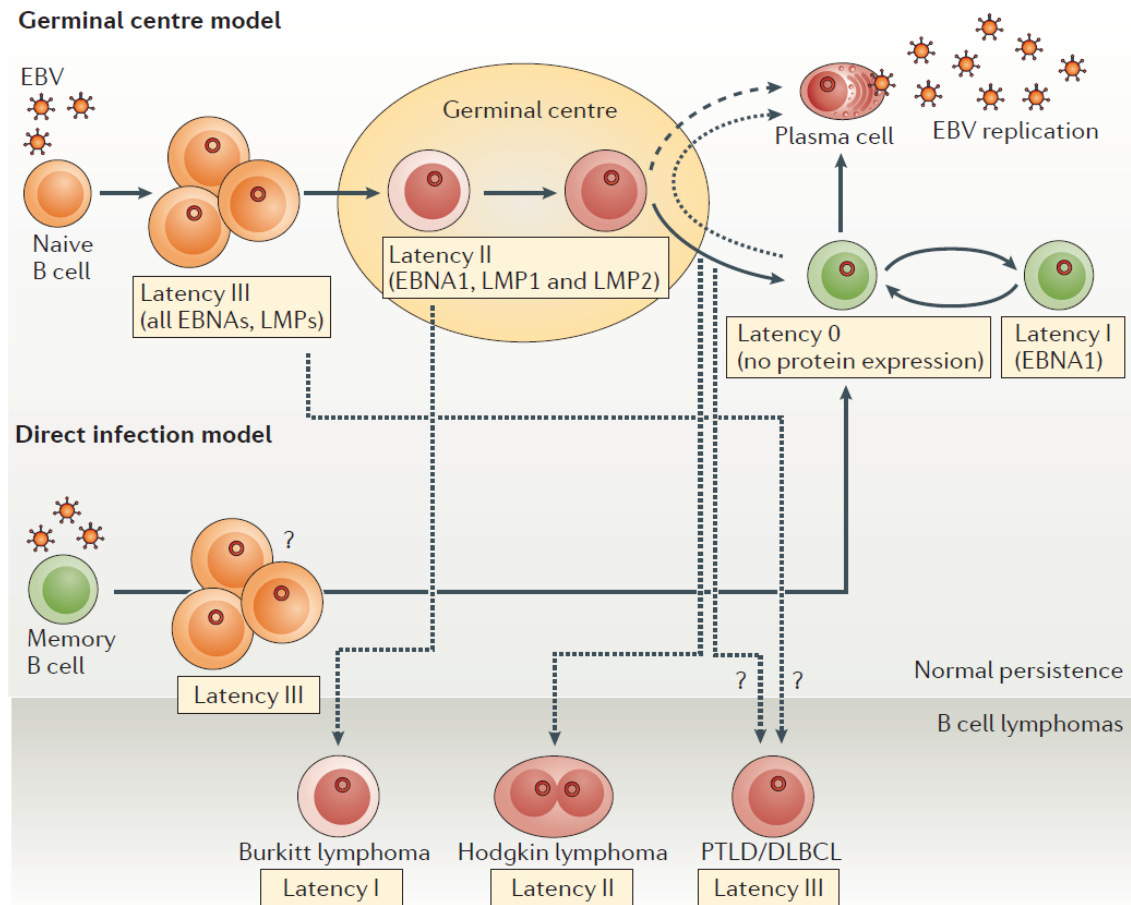 Germinal centre model
EBV
Germinal centre
Plasma cell
EBV replication
Naive
B cell
Latency III
(all EBNAs, LMPs)
Latency II
(EBNA1, LMP1 and LMP2)
Latency 0
(no protein expression)
Latency I
(EBNA1)
Direct infection model
?
Memory
B cell
Latency III
?
?
Normal persistence
B cell lymphomas
Burkitt lymphoma
Latency I
Hodgkin lymphoma
Latency II
PTLD/DLBCL
Latency III